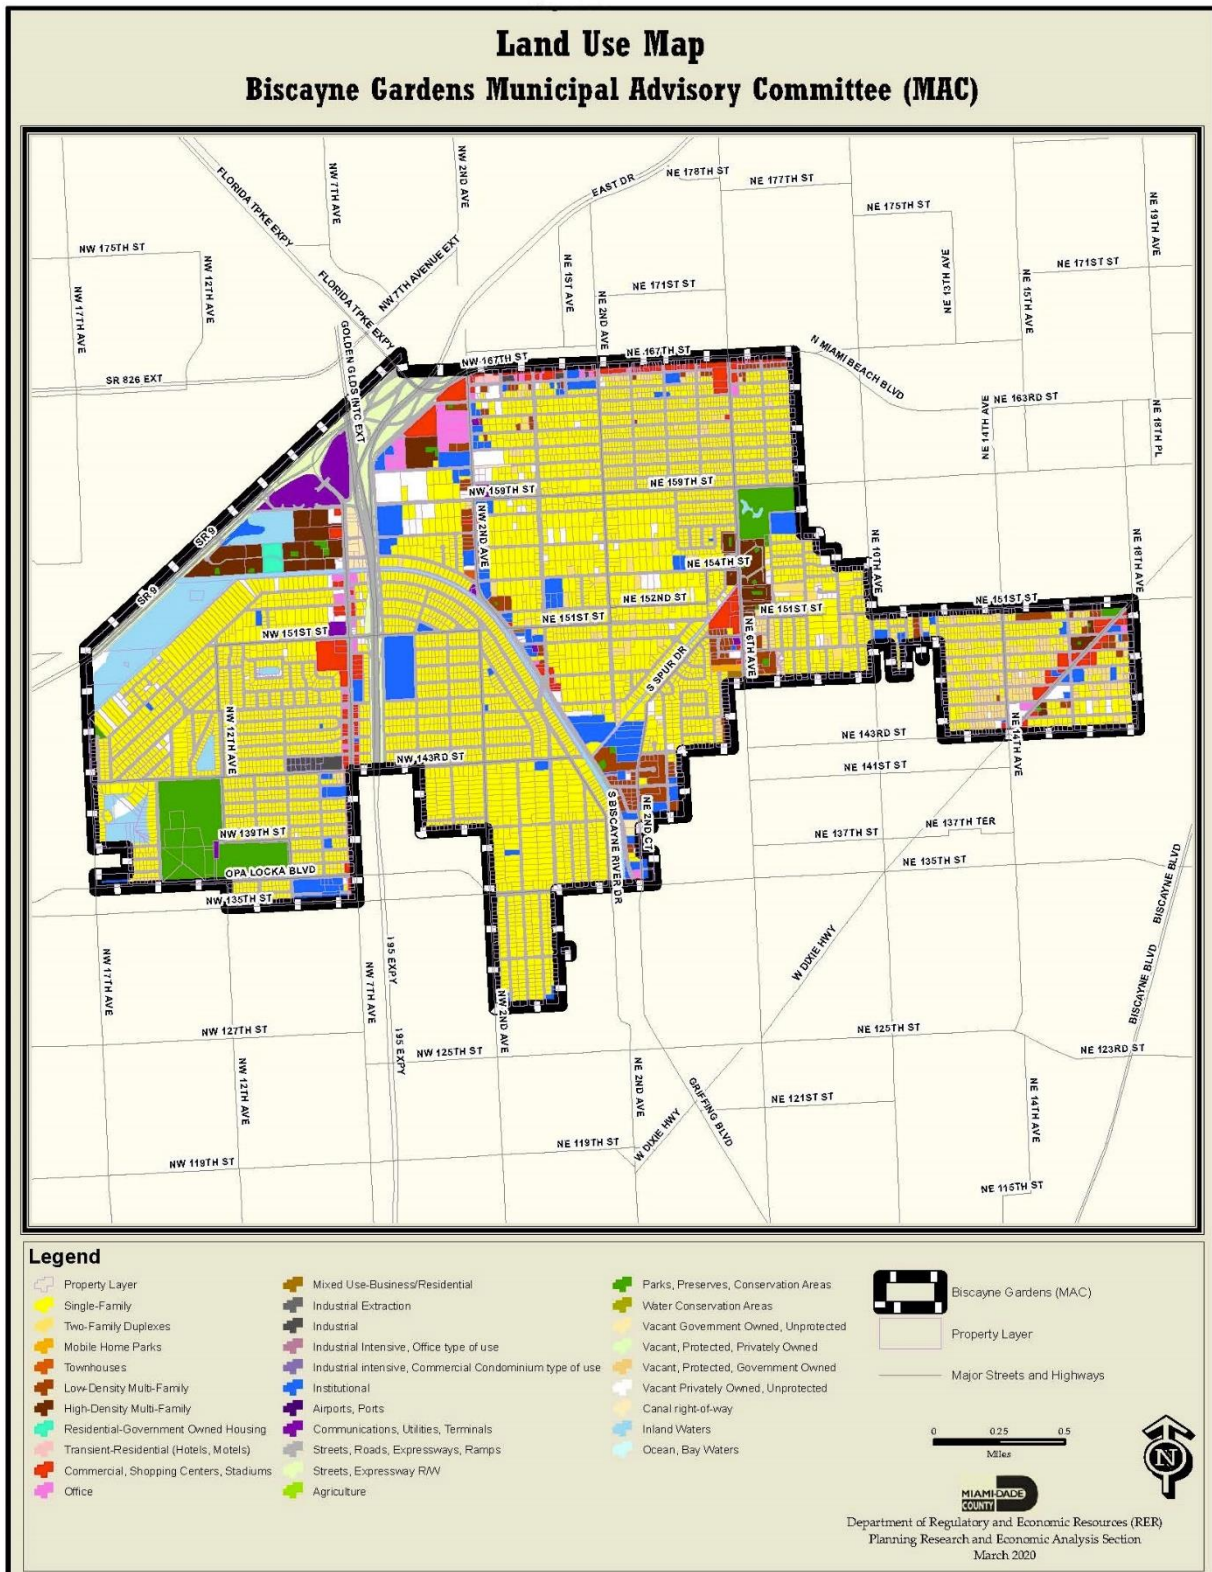 Land Use Map
Biscayne Gardens Municipal Advisory Committee (MAC)
FLORIDA TPKE EXPY
NW 7TH AVE
NW 2ND AVE
EAST DR
NE 178TH ST
NE 177TH ST
NE 175TH ST
NE 19TH AVE
NW 175TH ST
NW 12TH AVE
NW 17TH AVE
NW 7TH AVENUE EXT
FLORIDA TPKE EXPY
NE 1ST AVE
NE 2ND AVE
NE 171ST ST
NE 13TH AVE
NE 15TH AVE
NE 171ST ST
GOLDEN GLDS INTC EXT
SR 826 EXT
NW 167TH ST
NE 167TH ST
N MIAMI BEACH BLVD
NE 14TH AVE
NE 163RD ST
NE 18TH PL
NW 159TH ST
NE 159TH ST
SR 9
NW 2ND AVE
NE 154TH ST
NE 10TH AVE
NE 18TH AVE
SR 9
NE 152ND ST
NE 151ST ST
NE 151ST ST
NE 151ST ST
NW 151ST ST
NE 6TH AVE
S SPUR DR
NW 12TH AVE
NE 14TH AVE
NW 143RD ST
NE 143RD ST
NE 141ST ST
S BISCAYNE RIVER DR
NE 2ND CT
NW 139TH ST
NE 137TH ST
NE 137TH TER
OPA LOCKA BLVD
NE 135TH ST
NW 135TH ST
BISCAYNE BLVD
BISCAYNE BLVD
W DIXIE HWY
NW 17TH AVE
NW 7TH AVE
I 95 EXPY
NW 2ND AVE
NW 127TH ST
NE 125TH ST
I 95 EXPY
NW 125TH ST
NE 123RD ST
NW 12TH AVE
NE 2ND AVE
GRIFFING BLVD
NE 121ST ST
NE 14TH AVE
W DIXIE HWY
NE 119TH ST
NW 119TH ST
NE 115TH ST
Legend
Property Layer
Single-Family
Two-Family Duplexes
Mobile Home Parks
Townhouses
Low-Density Multi-Family
High-Density Multi-Family
Residential-Government Owned Housing
Transient-Residential (Hotels, Motels)
Commercial, Shopping Centers, Stadiums
Office
Mixed Use-Business/Residential
Industrial Extraction
Industrial
Industrial Intensive, Office type of use
Industrial intensive, Commercial Condominium type of use
Institutional
Airports, Ports
Communications, Utilities, Terminals
Streets, Roads, Expressways, Ramps
Streets, Expressway R/W
Agriculture
Parks, Preserves, Conservation Areas
Water Conservation Areas
Vacant Government Owned, Unprotected
Vacant, Protected, Privately Owned
Vacant, Protected, Government Owned
Vacant Privately Owned, Unprotected
Canal right-of-way
Inland Waters
Ocean, Bay Waters
Biscayne Gardens (MAC)
Property Layer
Major Streets and Highways
0 0.25 0.5
Miles
N
MIAMI-DADE
COUNTY
Department of Regulatory and Economic Resources (RER)
Planning Research and Economic Analysis Section
March 2020